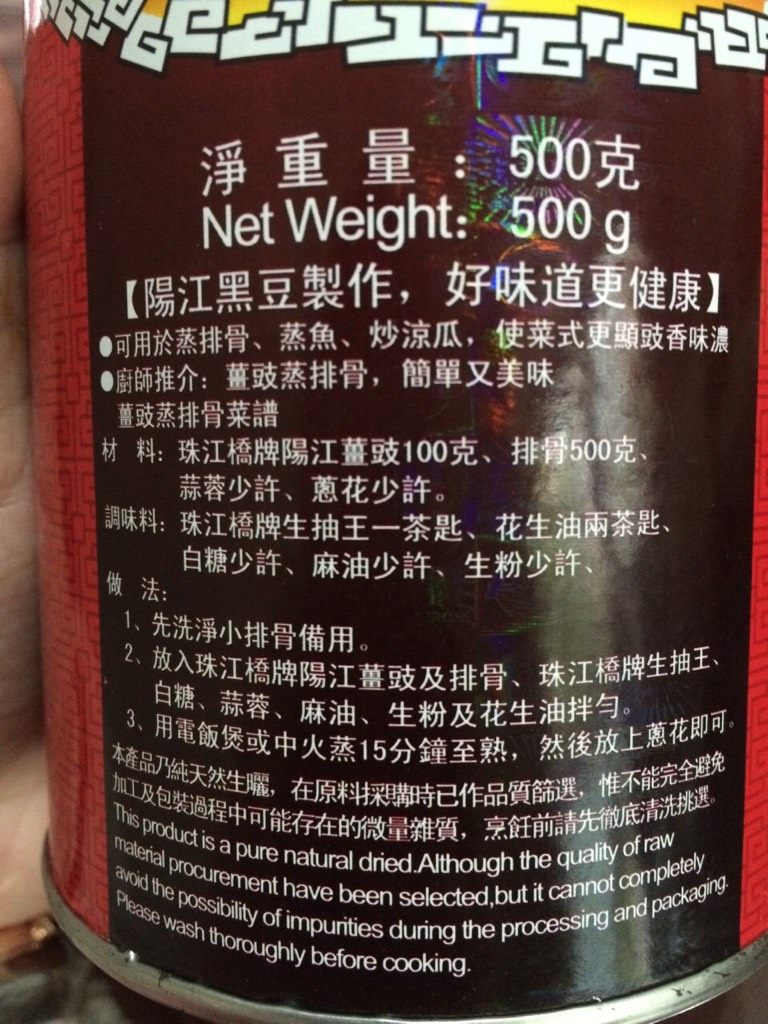 淨重量：500克
Net Weight: 500 g
【陽江黑豆製作，好味道更健康】
●可用於蒸排骨、蒸魚、炒涼瓜，使菜式更顯豉香味濃
●廚師推介：薑豉蒸排骨，簡單又美味
薑豉蒸排骨菜譜
材 料：珠江橋牌陽江薑豉100克、排骨500克、
蒜蓉少許、蔥花少許。
調味料：珠江橋牌生抽王一茶匙、花生油兩茶匙、
白糖少許、麻油少許、生粉少許、
做 法：
1、先洗淨小排骨備用。
2、放入珠江橋牌陽江薑豉及排骨、珠江橋牌生抽王、
白糖、蒜蓉、麻油、生粉及花生油拌勻。
3、用電飯煲或中火蒸15分鐘至熟，然後放上蔥花即可。
本產品乃純天然生曬，在原料採購時已作品質篩選，惟不能完全避免
加工及包裝過程中可能存在的微量雜質，烹飪前請先徹底清洗挑選。
This product is a pure natural dried.Although the quality of raw
material procurement have been selected,but it cannot completely
avoid the possibility of impurities during the processing and packaging.
Please wash thoroughly before cooking.